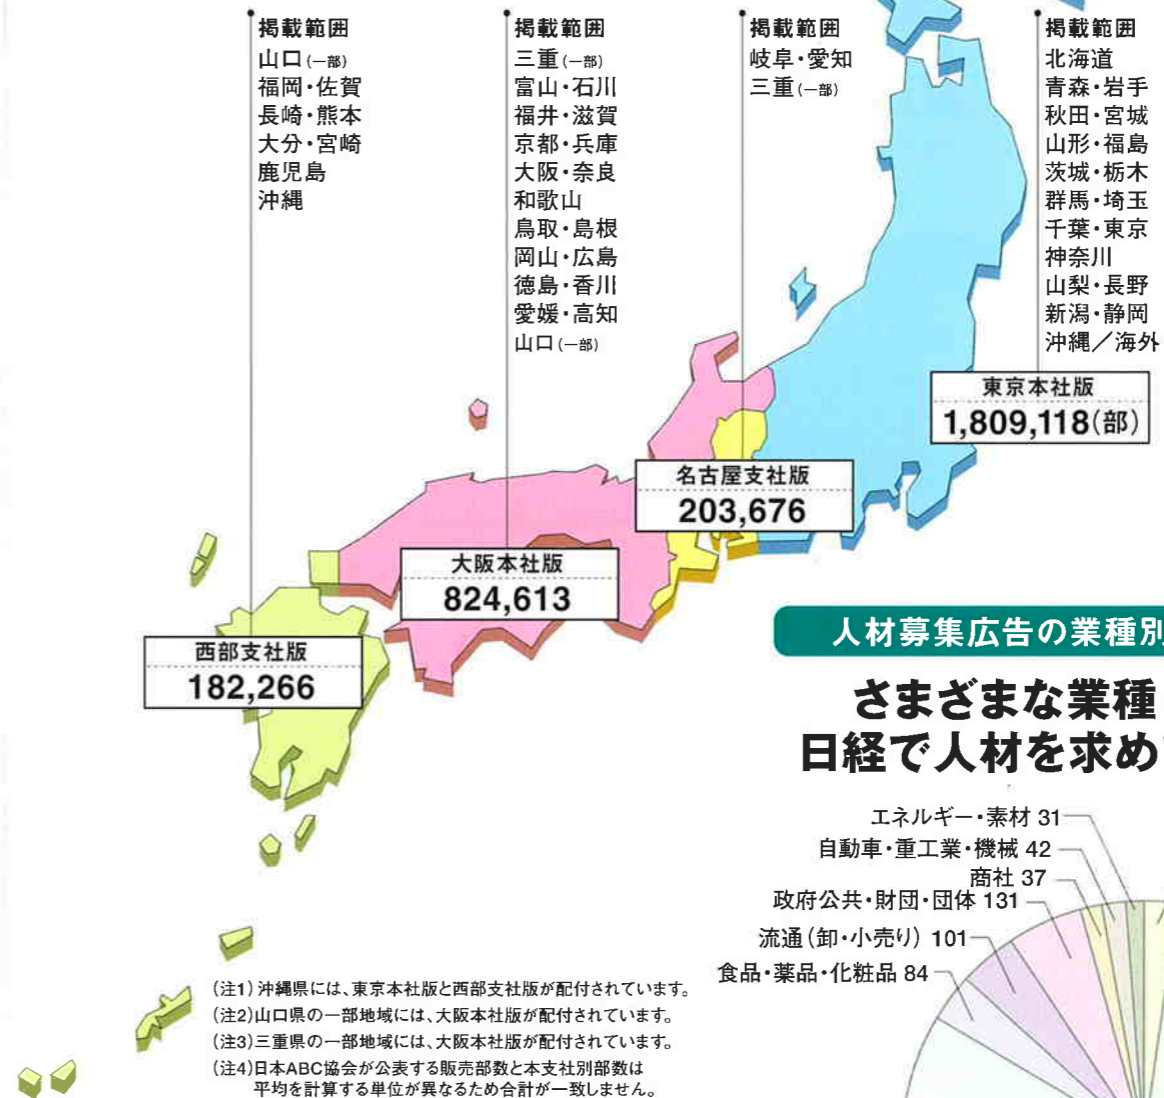 掲載範囲
山口(一部)
福岡・佐賀
長崎・熊本
大分・宮崎
鹿児島
沖縄
掲載範囲
三重(一部)
富山・石川
福井・滋賀
京都・兵庫
大阪・奈良
和歌山
鳥取・島根
岡山・広島
徳島・香川
愛媛・高知
山口(一部)
掲載範囲
岐阜・愛知
三重(一部)
掲載範囲
北海道
青森・岩手
秋田・宮城
山形・福島
茨城・栃木
群馬・埼玉
千葉・東京
神奈川
山梨・長野
新潟・静岡
沖縄／海外
東京本社版
1,809,118(部)
名古屋支社版
203,676
大阪本社版
824,613
西部支社版
182,266
人材募集広告の業種別
さまざまな業種
日経で人材を求め
エネルギー・素材 31
自動車・重工業・機械 42
商社 37
政府公共・財団・団体 131
流通(卸・小売り) 101
食品・薬品・化粧品 84
(注1)沖縄県には、東京本社版と西部支社版が配付されています。
(注2)山口県の一部地域には、大阪本社版が配付されています。
(注3)三重県の一部地域には、大阪本社版が配付されています。
(注4)日本ABC協会が公表する販売部数と本支社別部数は
平均を計算する単位が異なるため合計が一致しません。